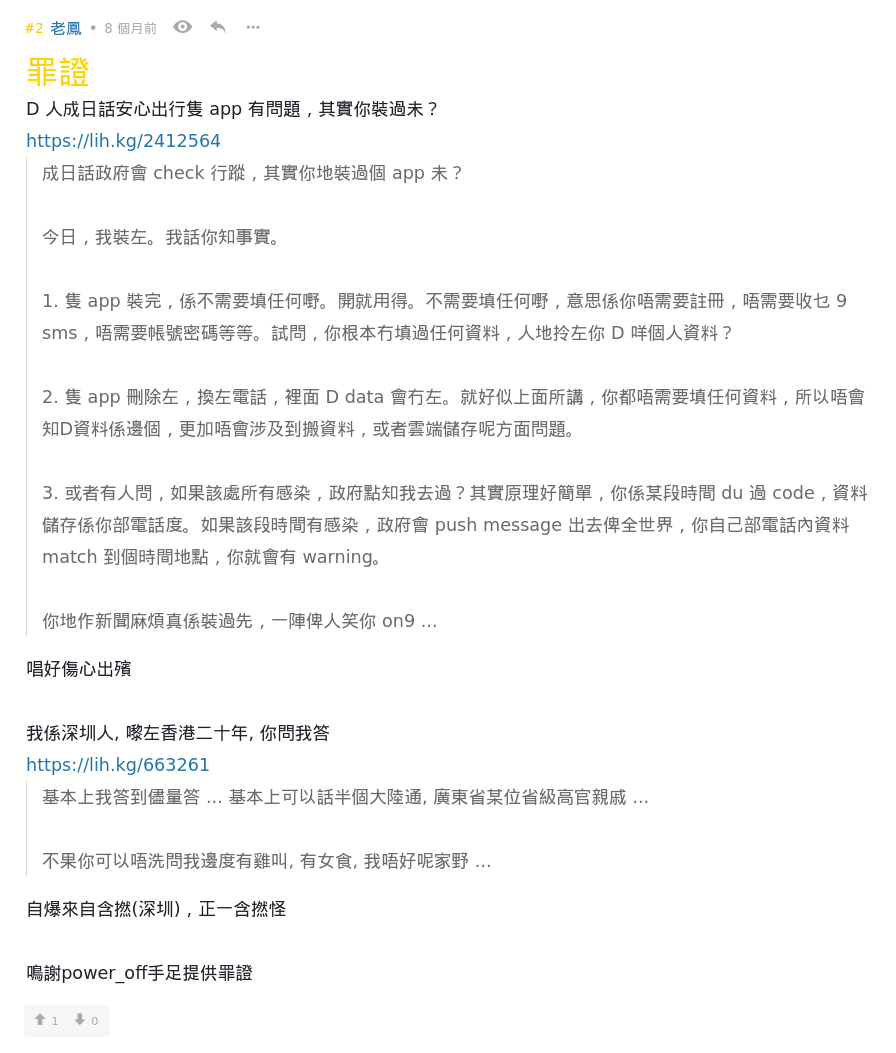 #2 老鳳 • 8 個月前
罪證
D 人成日話安心出行隻 app 有問題，其實你裝過未？
https://lih.kg/2412564
成日話政府會 check 行蹤，其實你地裝過個 app 未？
今日，我裝左。我話你知事實。
1. 隻 app 裝完，係不需要填任何嘢。開就用得。不需要填任何嘢，意思係你唔需要註冊，唔需要收乜 9
sms，唔需要帳號密碼等等。試問，你根本冇填過任何資料，人地拎左你 D 咩個人資料？
2. 隻 app 刪除左，換左電話，裡面 D data 會冇左。就好似上面所講，你都唔需要填任何資料，所以唔會
知D資料係邊個，更加唔會涉及到搬資料，或者雲端儲存呢方面問題。
3. 或者有人問，如果該處所有感染，政府點知我去過？其實原理好簡單，你係某段時間 du 過 code，資料
儲存係你部電話度。如果該段時間有感染，政府會 push message 出去俾全世界，你自己部電話內資料
match 到個時間地點，你就會有 warning。
你地作新聞麻煩真係裝過先，一陣俾人笑你 on9 ...
唱好傷心出殯
我係深圳人, 嚟左香港二十年, 你問我答
https://lih.kg/663261
基本上我答到儘量答 ... 基本上可以話半個大陸通, 廣東省某位省級高官親戚 ...
不果你可以唔洗問我邊度有雞叫, 有女食, 我唔好呢家野 ...
自爆來自含撚(深圳)，正一含撚怪
鳴謝power_off手足提供罪證
1 0